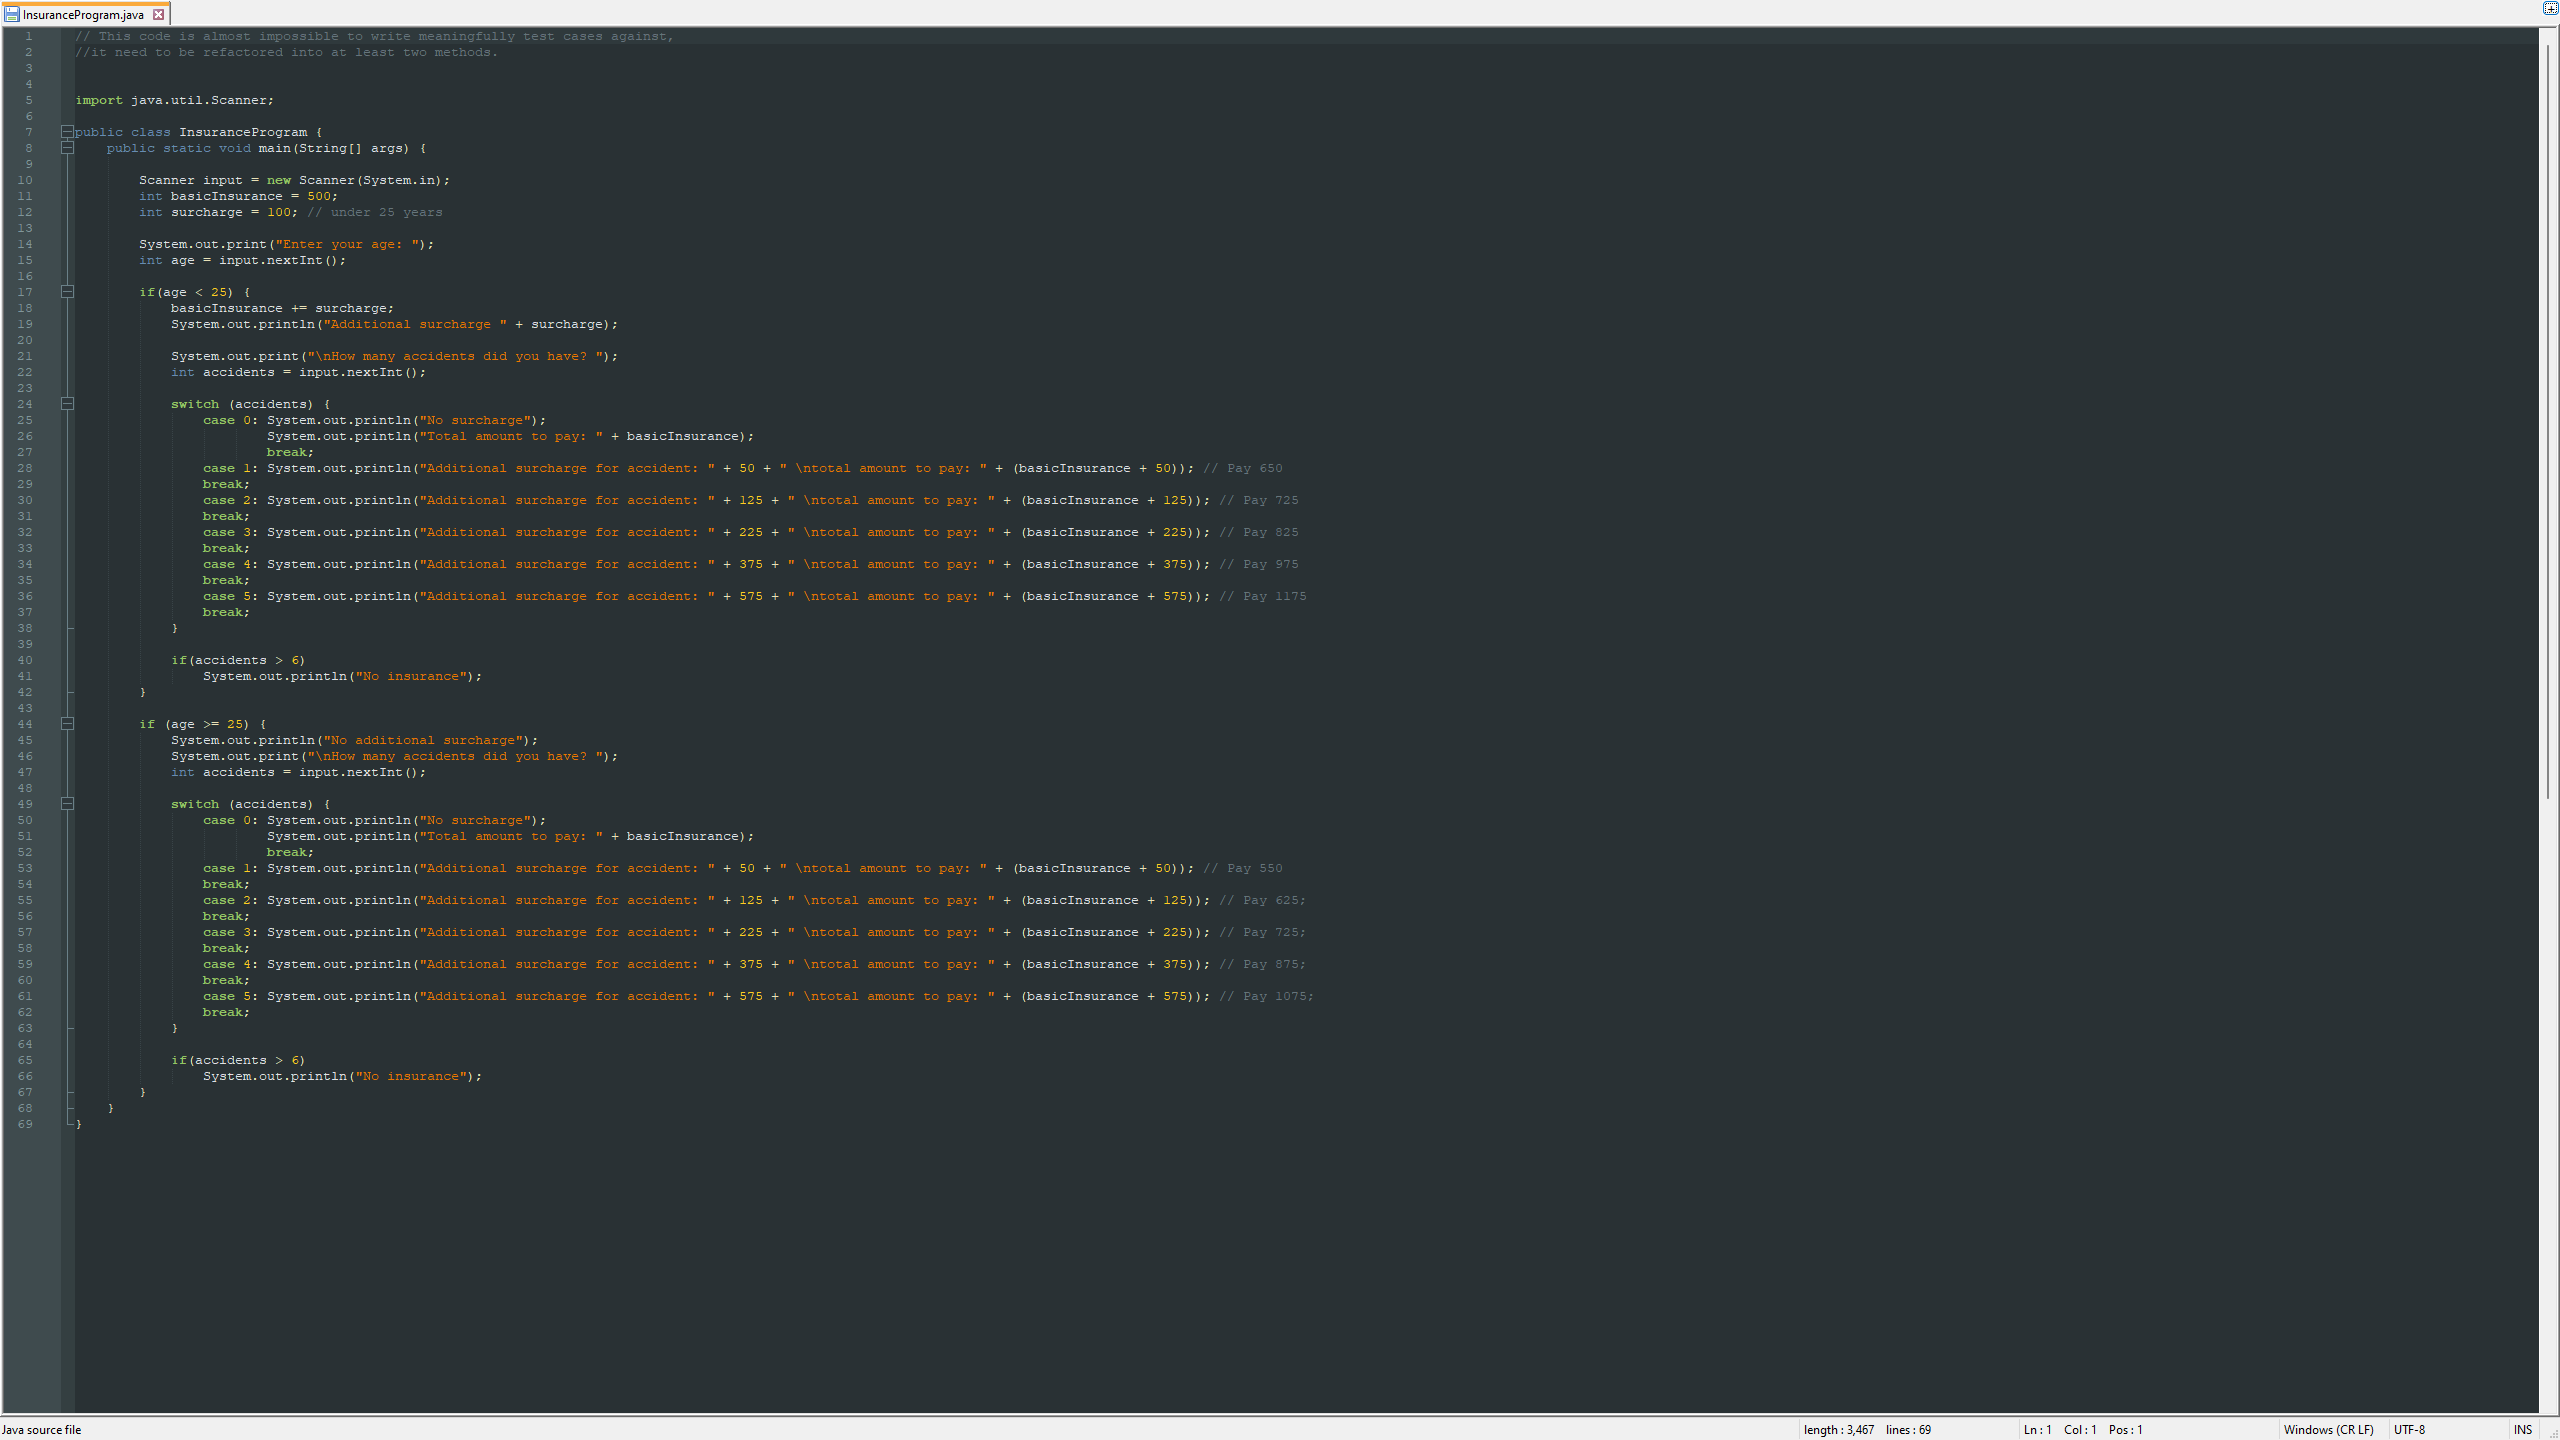 InsuranceProgram.java
1 // This code is almost impossible to write meaningfully test cases against,
2 //it need to be refactored into at least two methods.
3
4
5 import java.util.Scanner;
6
7 public class InsuranceProgram {
8     public static void main(String[] args) {
9
10         Scanner input = new Scanner(System.in);
11         int basicInsurance = 500;
12         int surcharge = 100; // under 25 years
13
14         System.out.print("Enter your age: ");
15         int age = input.nextInt();
16
17         if(age < 25) {
18             basicInsurance += surcharge;
19             System.out.println("Additional surcharge " + surcharge);
20
21             System.out.print("\nHow many accidents did you have? ");
22             int accidents = input.nextInt();
23
24             switch (accidents) {
25                 case 0: System.out.println("No surcharge");
26                         System.out.println("Total amount to pay: " + basicInsurance);
27                         break;
28                 case 1: System.out.println("Additional surcharge for accident: " + 50 + " \ntotal amount to pay: " + (basicInsurance + 50)); // Pay 650
29                 break;
30                 case 2: System.out.println("Additional surcharge for accident: " + 125 + " \ntotal amount to pay: " + (basicInsurance + 125)); // Pay 725
31                 break;
32                 case 3: System.out.println("Additional surcharge for accident: " + 225 + " \ntotal amount to pay: " + (basicInsurance + 225)); // Pay 825
33                 break;
34                 case 4: System.out.println("Additional surcharge for accident: " + 375 + " \ntotal amount to pay: " + (basicInsurance + 375)); // Pay 975
35                 break;
36                 case 5: System.out.println("Additional surcharge for accident: " + 575 + " \ntotal amount to pay: " + (basicInsurance + 575)); // Pay 1175
37                 break;
38             }
39
40             if(accidents > 6)
41                 System.out.println("No insurance");
42         }
43
44         if (age >= 25) {
45             System.out.println("No additional surcharge");
46             System.out.print("\nHow many accidents did you have? ");
47             int accidents = input.nextInt();
48
49             switch (accidents) {
50                 case 0: System.out.println("No surcharge");
51                         System.out.println("Total amount to pay: " + basicInsurance);
52                         break;
53                 case 1: System.out.println("Additional surcharge for accident: " + 50 + " \ntotal amount to pay: " + (basicInsurance + 50)); // Pay 550
54                 break;
55                 case 2: System.out.println("Additional surcharge for accident: " + 125 + " \ntotal amount to pay: " + (basicInsurance + 125)); // Pay 625;
56                 break;
57                 case 3: System.out.println("Additional surcharge for accident: " + 225 + " \ntotal amount to pay: " + (basicInsurance + 225)); // Pay 725;
58                 break;
59                 case 4: System.out.println("Additional surcharge for accident: " + 375 + " \ntotal amount to pay: " + (basicInsurance + 375)); // Pay 875;
60                 break;
61                 case 5: System.out.println("Additional surcharge for accident: " + 575 + " \ntotal amount to pay: " + (basicInsurance + 575)); // Pay 1075;
62                 break;
63             }
64
65             if(accidents > 6)
66                 System.out.println("No insurance");
67         }
68     }
69 }
Java source file length : 3,467 lines : 69 Ln : 1 Col : 1 Pos : 1 Windows (CR LF) UTF-8 INS